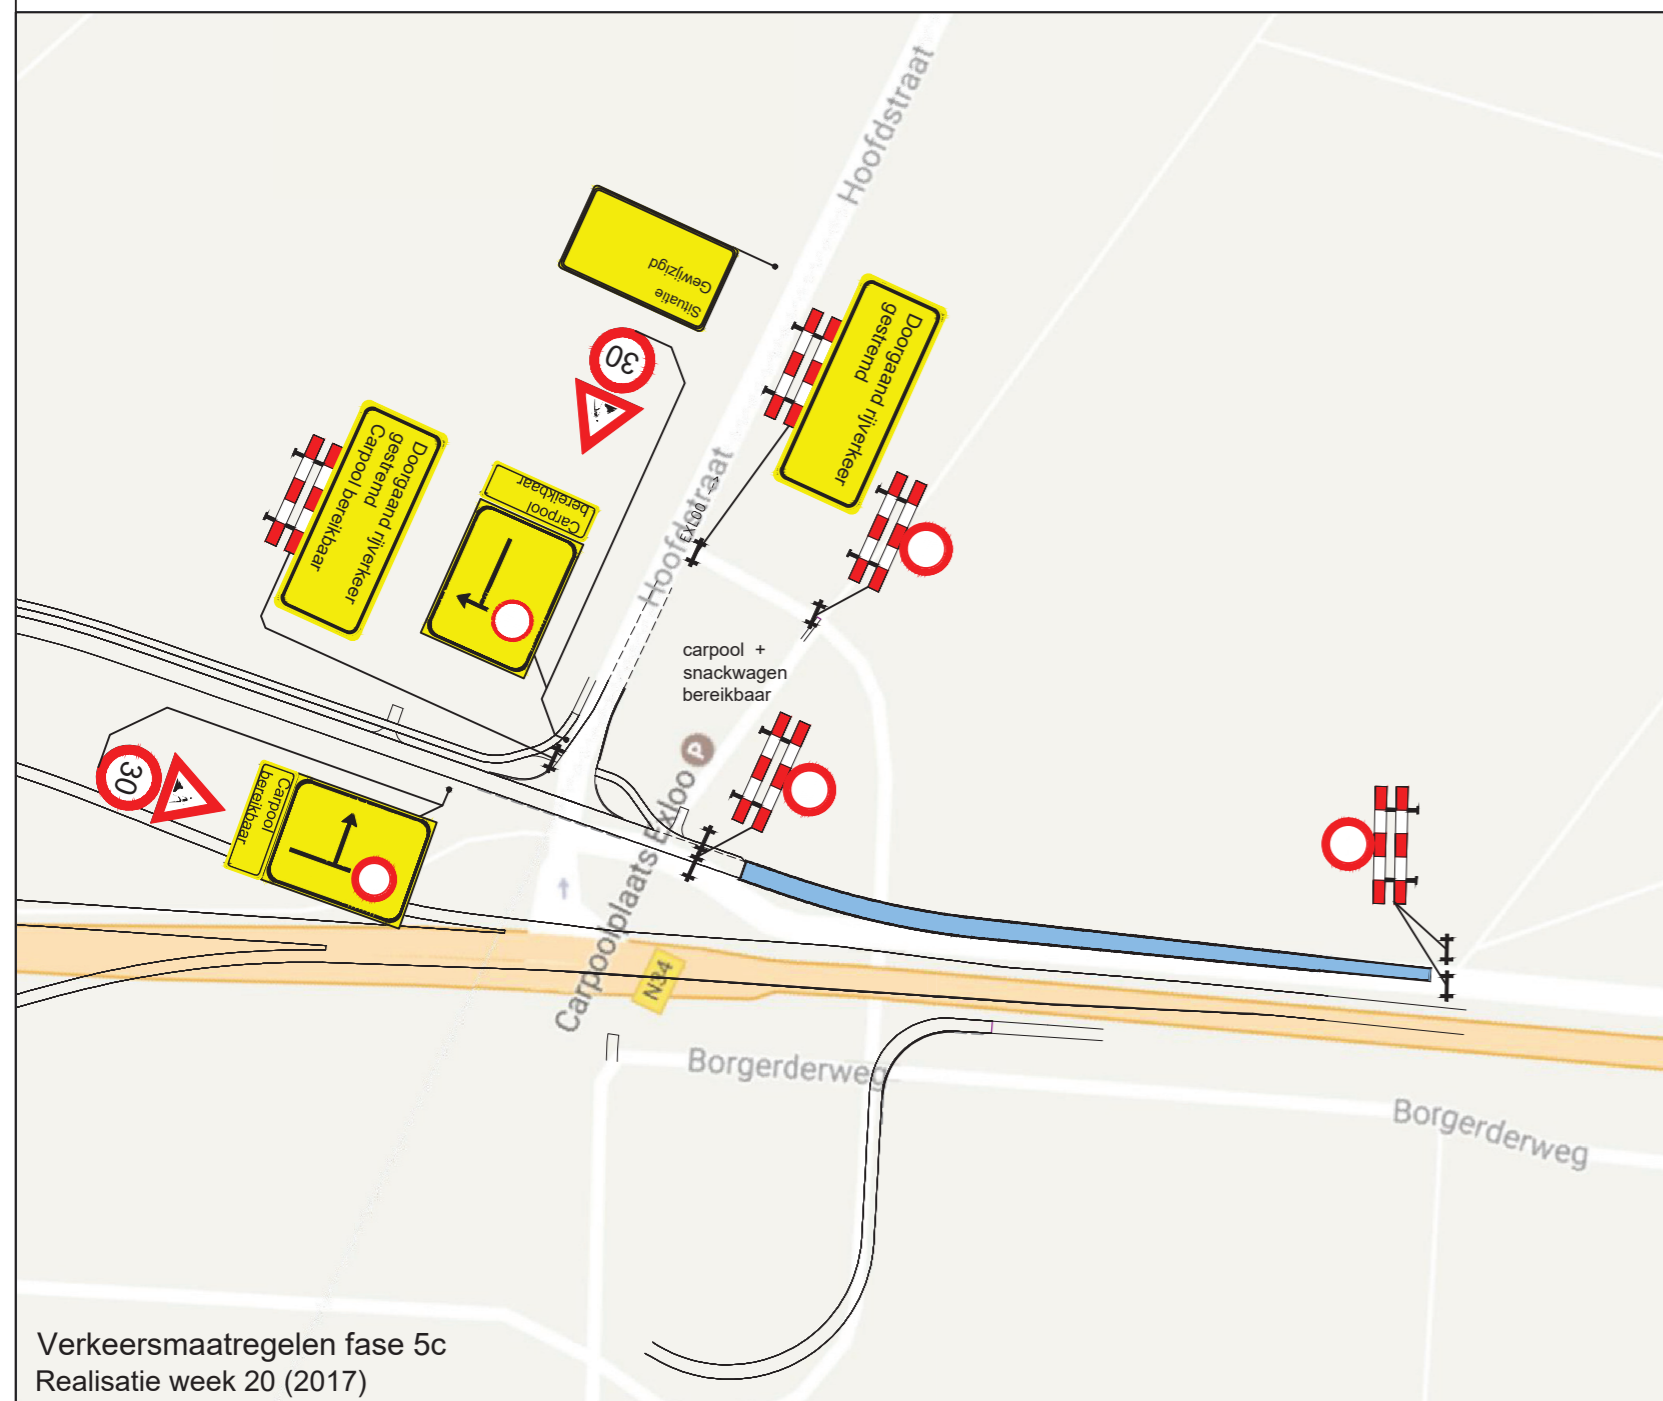 Hoofdstraat
Situatie
Gewijzigd
30
Doorgaand rijverkeer
gestremd
Doorgaand rijverkeer
gestremd
Carpool bereikbaar
Carpool
bereikbaar
Hoofdstraat
EXLOO
carpool +
snackwagen
bereikbaar
P
30
Carpool
bereikbaar
Carpoolplaats Exloo
N34
Borgerderweg
Borgerderweg
Verkeersmaatregelen fase 5c
Realisatie week 20 (2017)